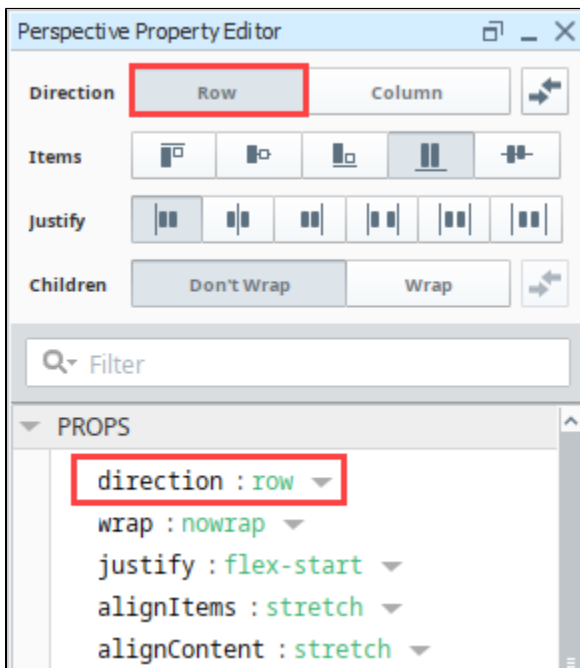 Perspective Property Editor
Direction Row Column
Items
Justify
Children Don't Wrap Wrap
Filter
PROPS
direction : row
wrap : nowrap
justify : flex-start
alignItems : stretch
alignContent : stretch